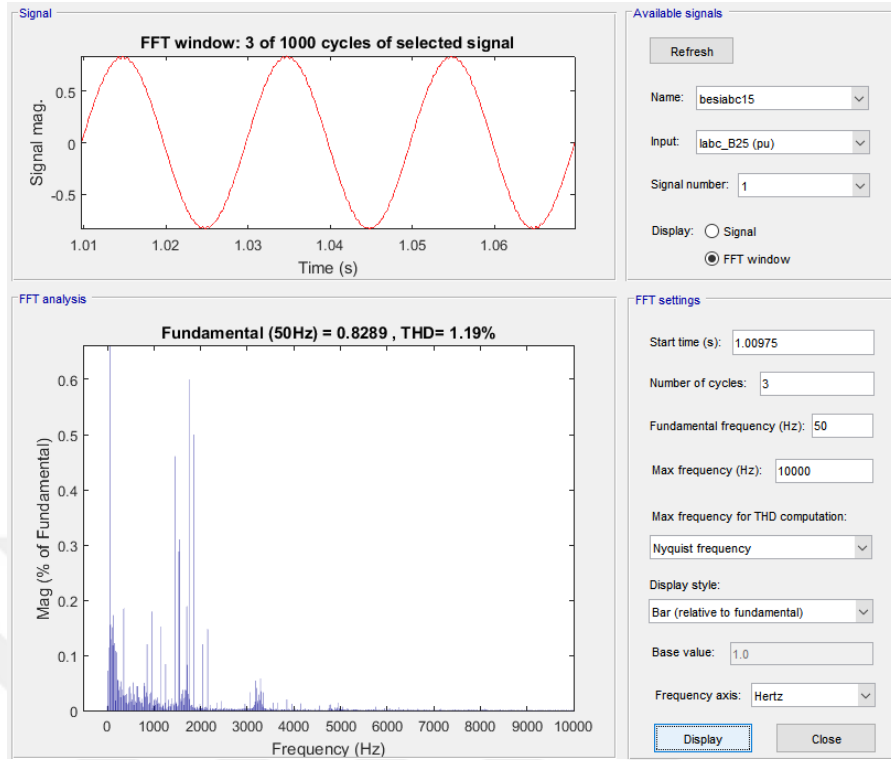 Signal
FFT window: 3 of 1000 cycles of selected signal
0.5
0
-0.5
Signal mag.
1.01 1.02 1.03 1.04 1.05 1.06
Time (s)
Available signals
Refresh
Name: besiabc15
Input: Iabc_B25 (pu)
Signal number: 1
Display: Signal
FFT window
FFT analysis
Fundamental (50Hz) = 0.8289 , THD= 1.19%
0.6
0.5
0.4
0.3
0.2
0.1
0
Mag (% of Fundamental)
0 1000 2000 3000 4000 5000 6000 7000 8000 9000 10000
Frequency (Hz)
FFT settings
Start time (s): 1.00975
Number of cycles: 3
Fundamental frequency (Hz): 50
Max frequency (Hz): 10000
Max frequency for THD computation:
Nyquist frequency
Display style:
Bar (relative to fundamental)
Base value: 1.0
Frequency axis: Hertz
Display Close